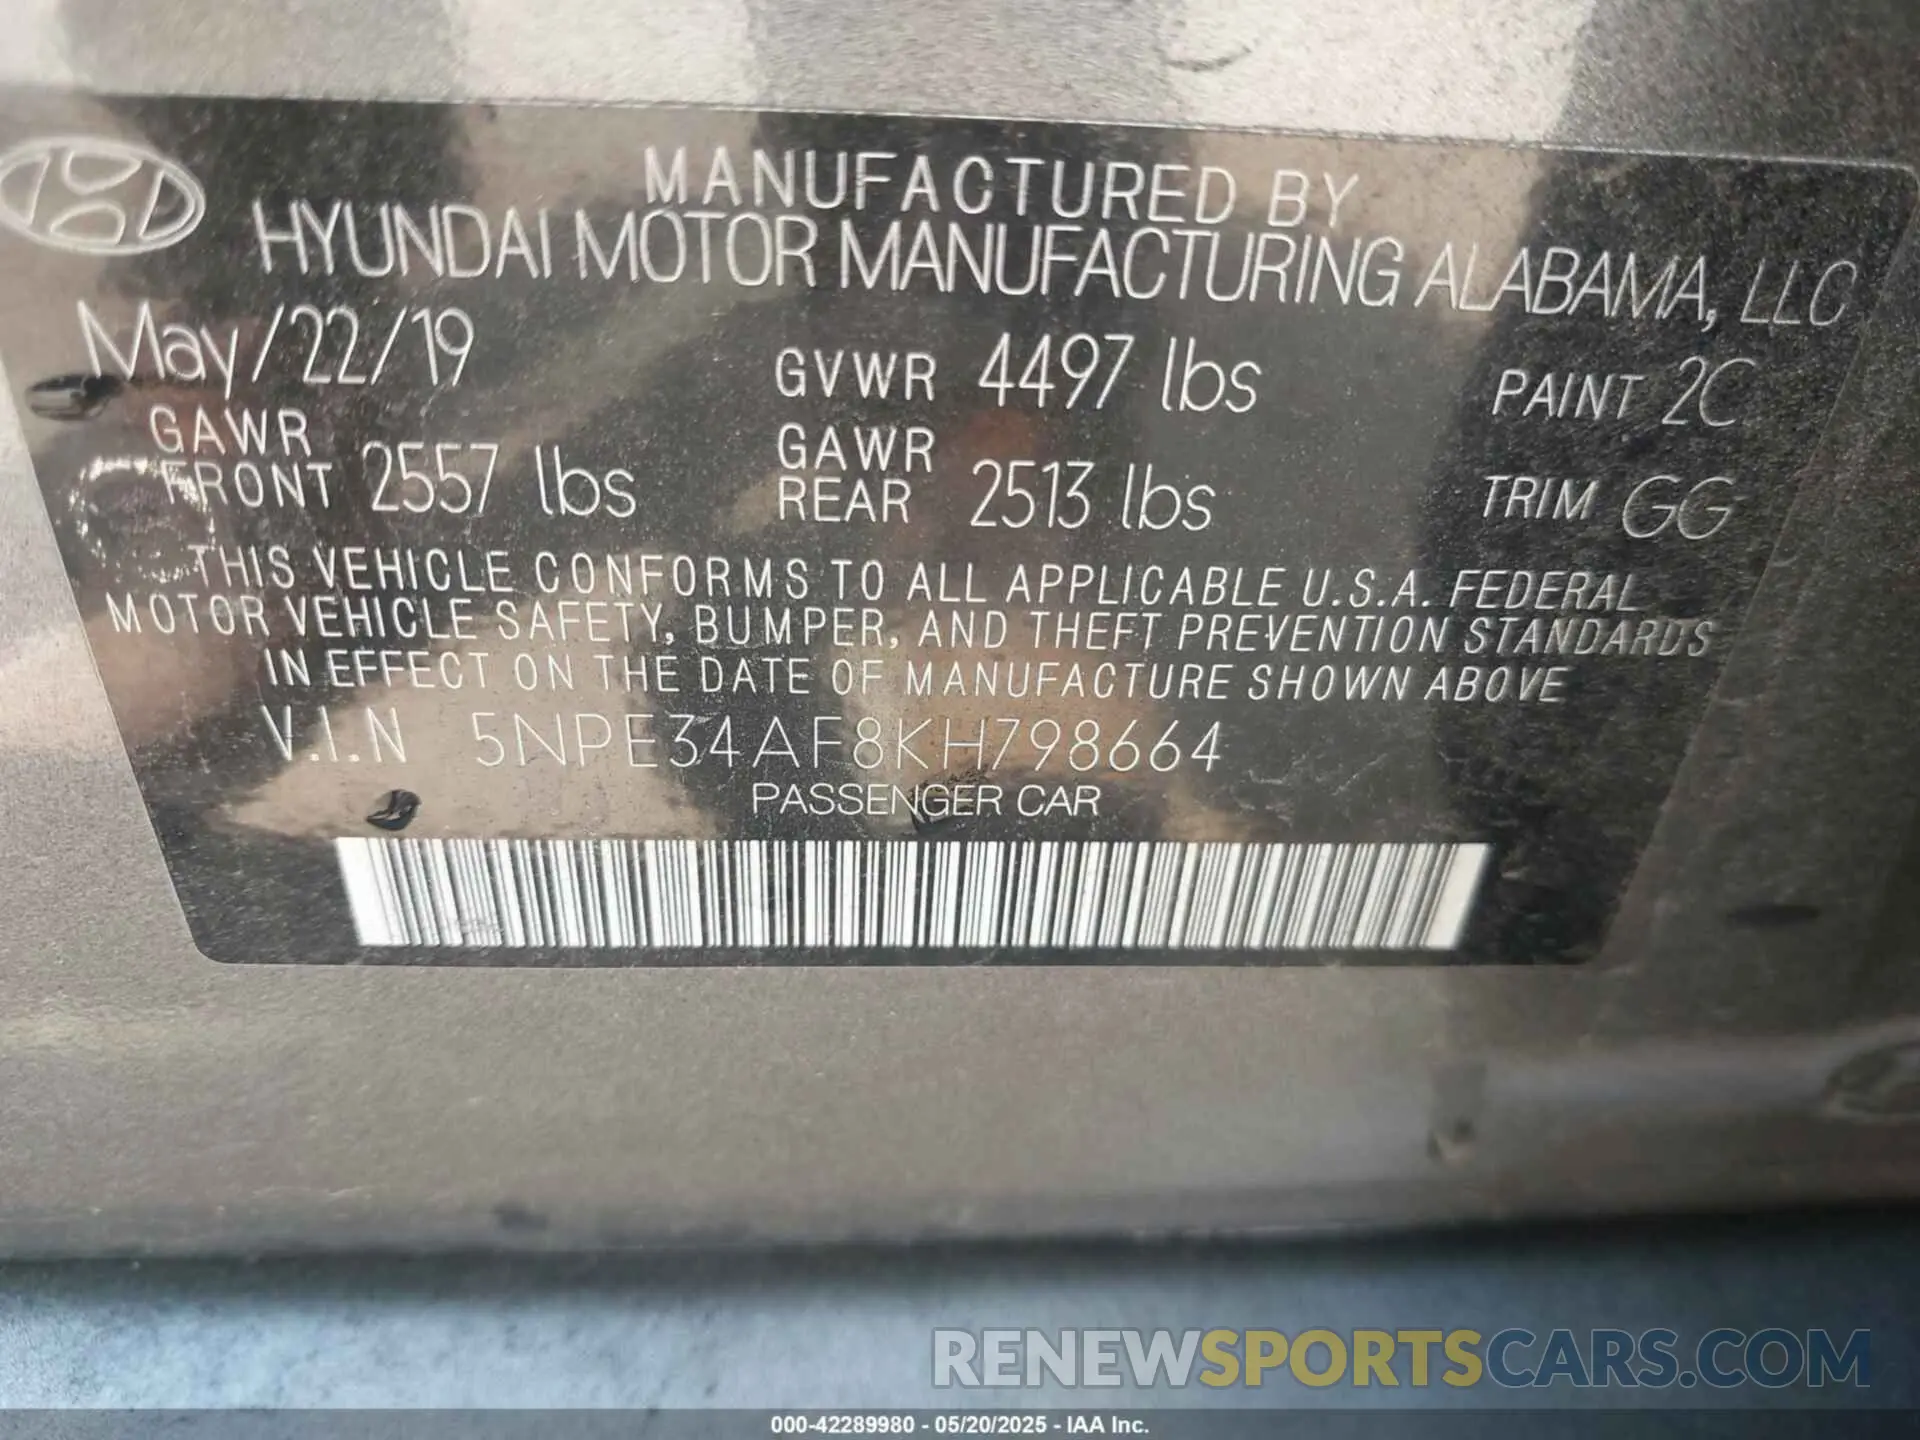 MANUFACTURED BY
HYUNDAI MOTOR MANUFACTURING ALABAMA, LLC
May/22/19 GVWR 4497 lbs PAINT 2C
GAWR FRONT 2557 lbs GAWR REAR 2513 lbs TRIM GG
THIS VEHICLE CONFORMS TO ALL APPLICABLE U.S.A. FEDERAL
MOTOR VEHICLE SAFETY, BUMPER, AND THEFT PREVENTION STANDARDS
IN EFFECT ON THE DATE OF MANUFACTURE SHOWN ABOVE
V.I.N 5NPE34AF8KH798664
PASSENGER CAR
RENEWSPORTSCARS.COM
000-42289980 - 05/20/2025 - IAA Inc.